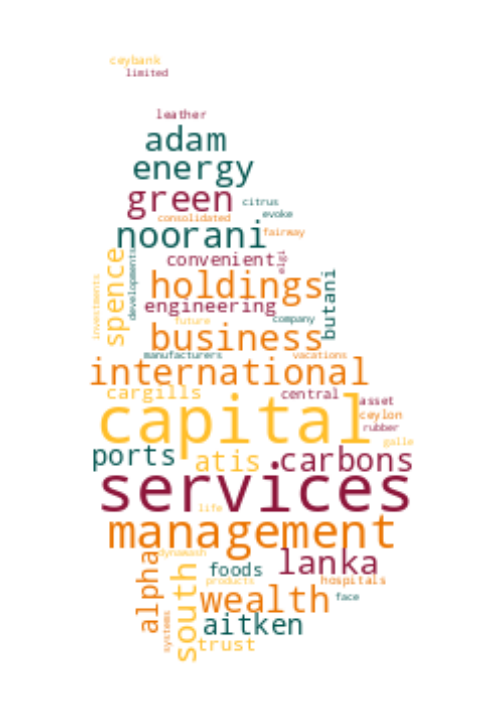 ceybank
limited
leather
adam
energy
green
citrus
evoke
consolidated
noorani
fairway
convenient
elgi
spence
developments
investments
holdings
butani
engineering
future
company
business
manufacturers
vacations
international
cargills
central
asset
capital
ceylon
rubber
galle
ports
atis
carbons
services
life
management
dynawash
alpha
south
foods
lanka
products
hospitals
wealth
face
systems
aitken
trust